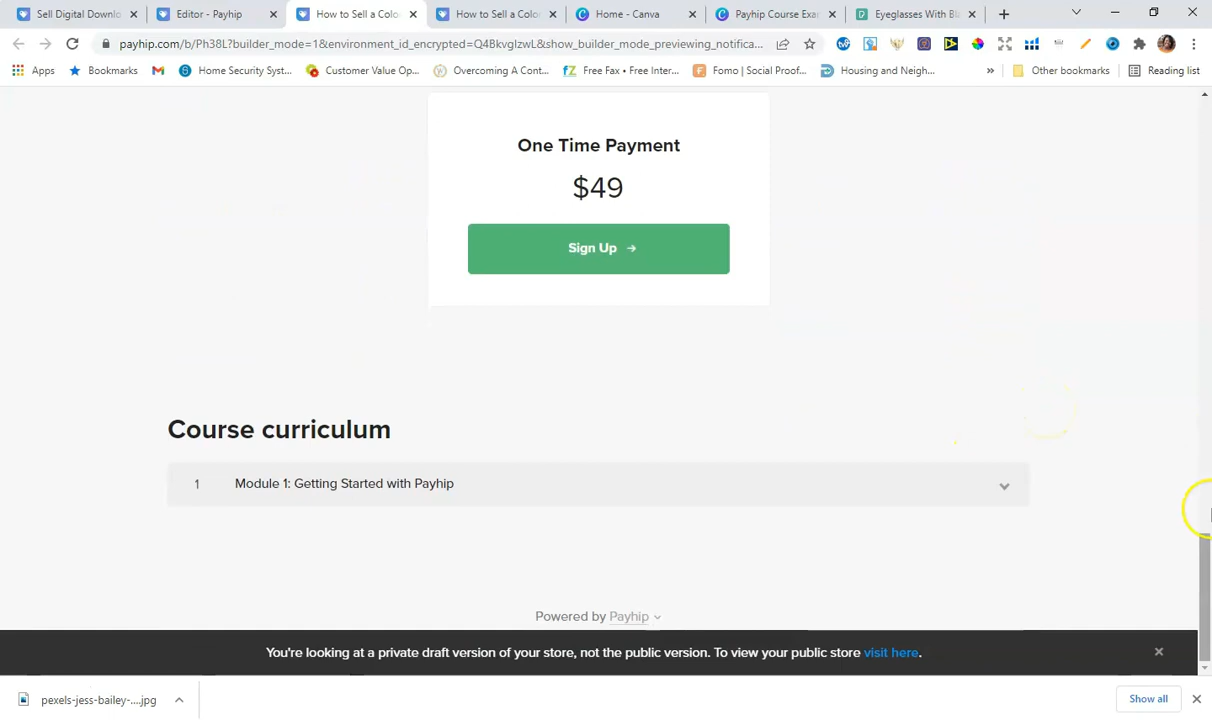 Sell Digital Downlo
Editor - Payhip
How to Sell a Colo
How to Sell a Colo
Home - Canva
Payhip Course Exa
Eyeglasses With Bl
payhip.com/b/Ph38L?builder_mode=1&envirnment_id_encrypted=Q4BkvglzwL&show_builder_mode_previewing_notifica...
Apps
Bookmarks
Home Security Syst...
Customer Value Op...
Overcoming A Cont...
Free Fax • Free Inter...
Fomo | Social Proof...
Housing and Neigh...
»
Other bookmarks
Reading list
One Time Payment
$49
Sign Up →
Course curriculum
1 Module 1: Getting Started with Payhip
Powered by Payhip
You're looking at a private draft version of your store, not the public version. To view your public store visit here.
pexels-jess-bailey-....jpg
Show all